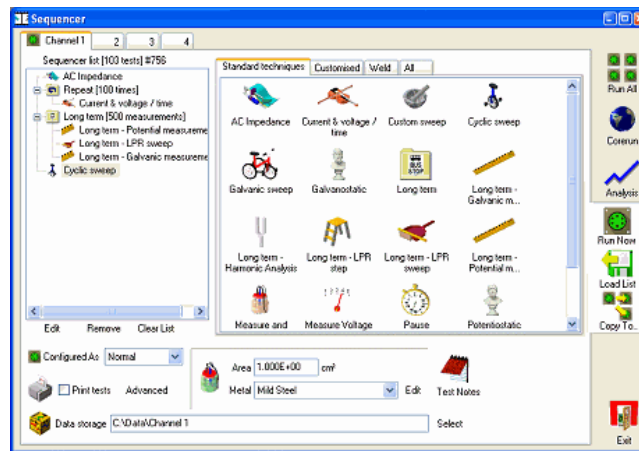 Sequencer
Channel 1 2 3 4
Sequencer list [103 tests] #756
AC Impedance
Repeat [100 times]
Current & voltage / time
Long term [500 measurements]
Long term - Potential measureme
Long term - LPR sweep
Long term - Galvanic measureme
Cyclic sweep
Edit Remove Clear List
Standard techniques Customised Weld All
AC Impedance Current & voltage / time Custom sweep Cyclic sweep
BUS STOP
Galvanic sweep Galvanostatic Long term Long term - Galvanic m...
Long term - Harmonic Analysis Long term - LPR step Long term - LPR sweep Long term - Potential m...
Measure and Measure Voltage Pause Potentiostatic
Run All
Corerun
Analysis
Run Now
Load List
Copy To..
Exit
Configured As Normal
Print tests Advanced
Area 1.000E+00 cm²
Metal Mild Steel Edit
Test Notes
Data storage C:\Data\Channel 1 Select